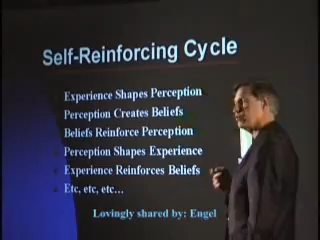 Self-Reinforcing Cycle
Experience Shapes Perception
Perception Creates Beliefs
Beliefs Reinforce Perception
Perception Shapes Experience
Experience Reinforces Beliefs
Etc, etc, etc...
Lovingly shared by: Engel